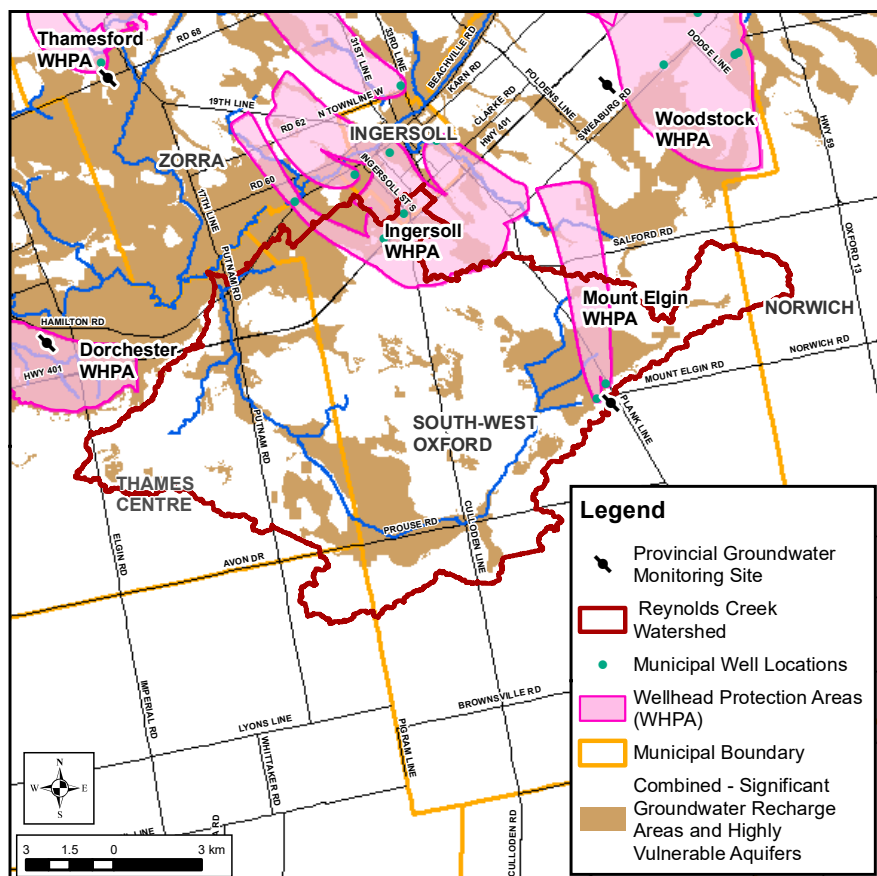 Thamesford
WHPA
RD 68
31ST LINE
33RD LINE
BEACHVILLE RD
KARN RD
DODGE LINE
19TH LINE
N TOWNLINE W
RD 62
CLARKE RD
FOLDENS LINE
HWY 401
SWEABURG RD
HWY 59
Woodstock
WHPA
INGERSOLL
ZORRA
RD 60
INGERSOLL ST S
17TH LINE
Ingersoll
WHPA
SALFORD RD
OXFORD 13
PUTNAM RD
Mount Elgin
WHPA
NORWICH
HAMILTON RD
Dorchester
WHPA
HWY 401
NORWICH RD
MOUNT ELGIN RD
PLANK LINE
PUTNAM RD
SOUTH-WEST
OXFORD
THAMES
CENTRE
CULLODEN LINE
PROUSE RD
ELGIN RD
AVON DR
IMPERIAL RD
LYONS LINE
WHITTAKER RD
PIGRAM LINE
BROWNSVILLE RD
CULLODEN RD
Legend
Provincial Groundwater
Monitoring Site
Reynolds Creek
Watershed
Municipal Well Locations
Wellhead Protection Areas
(WHPA)
Municipal Boundary
Combined - Significant
Groundwater Recharge
Areas and Highly
Vulnerable Aquifers
N
W E
S
LINE
3 1.5 0 3 km